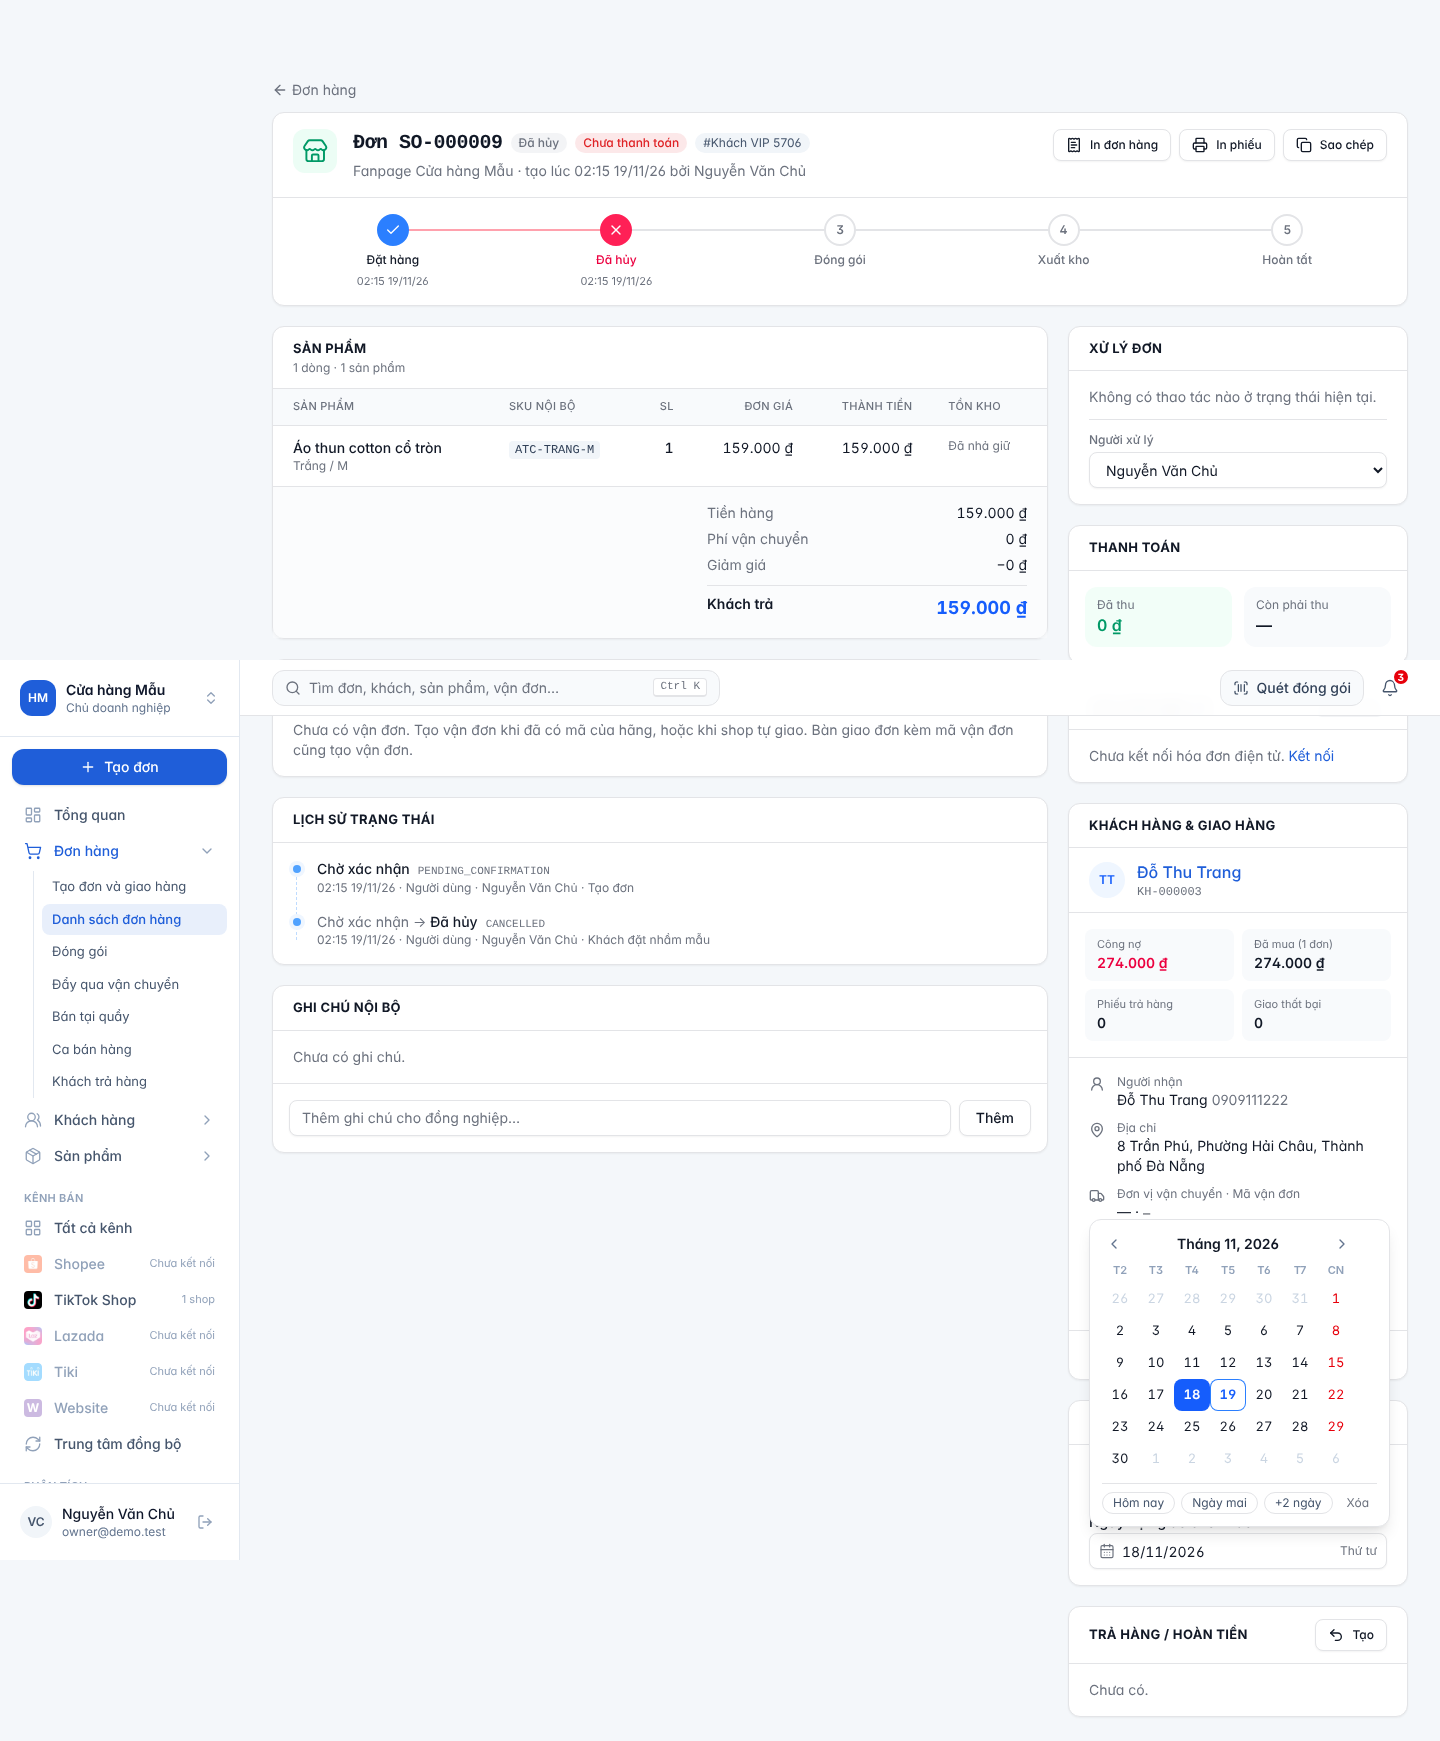 Đơn hàng
Đơn SO-000009 Đã hủy Chưa thanh toán #Khách VIP 5706
Fanpage Cửa hàng Mẫu · tạo lúc 02:15 19/11/26 bởi Nguyễn Văn Chủ
In đơn hàng In phiếu Sao chép
3 4 5
Đặt hàng Đã hủy Đóng gói Xuất kho Hoàn tất
02:15 19/11/26 02:15 19/11/26
SẢN PHẨM
1 dòng · 1 sản phẩm
SẢN PHẨM SKU NỘI BỘ SL ĐƠN GIÁ THÀNH TIỀN TỒN KHO
Áo thun cotton cổ tròn ATC-TRANG-M 1 159.000 ₫ 159.000 ₫ Đã nhả giữ
Trắng / M
Tiền hàng 159.000 ₫
Phí vận chuyển 0 ₫
Giảm giá −0 ₫
Khách trả 159.000 ₫
XỬ LÝ ĐƠN
Không có thao tác nào ở trạng thái hiện tại.
Người xử lý
Nguyễn Văn Chủ
THANH TOÁN
Đã thu Còn phải thu
0 ₫ —
HM Cửa hàng Mẫu
Chủ doanh nghiệp
Tìm đơn, khách, sản phẩm, vận đơn... Ctrl K
Quét đóng gói 3
Tạo đơn
Tổng quan
Đơn hàng
Tạo đơn và giao hàng
Danh sách đơn hàng
Đóng gói
Đẩy qua vận chuyển
Bán tại quầy
Ca bán hàng
Khách trả hàng
Khách hàng
Sản phẩm
KÊNH BÁN
Tất cả kênh
Shopee Chưa kết nối
TikTok Shop 1 shop
Lazada Chưa kết nối
Tiki Chưa kết nối
Website Chưa kết nối
Trung tâm đồng bộ
VC Nguyễn Văn Chủ
owner@demo.test
Chưa có vận đơn. Tạo vận đơn khi đã có mã của hãng, hoặc khi shop tự giao. Bàn giao đơn kèm mã vận đơn
cũng tạo vận đơn.
LỊCH SỬ TRẠNG THÁI
Chờ xác nhận PENDING_CONFIRMATION
02:15 19/11/26 · Người dùng · Nguyễn Văn Chủ · Tạo đơn
Chờ xác nhận → Đã hủy CANCELLED
02:15 19/11/26 · Người dùng · Nguyễn Văn Chủ · Khách đặt nhầm mẫu
GHI CHÚ NỘI BỘ
Chưa có ghi chú.
Thêm ghi chú cho đồng nghiệp... Thêm
Chưa kết nối hóa đơn điện tử. Kết nối
KHÁCH HÀNG & GIAO HÀNG
TT Đỗ Thu Trang
KH-000003
Công nợ Đã mua (1 đơn)
274.000 ₫ 274.000 ₫
Phiếu trả hàng Giao thất bại
0 0
Người nhận
Đỗ Thu Trang 0909111222
Địa chỉ
8 Trần Phú, Phường Hải Châu, Thành
phố Đà Nẵng
Đơn vị vận chuyển · Mã vận đơn
— · —
Tháng 11, 2026
T2 T3 T4 T5 T6 T7 CN
26 27 28 29 30 31 1
2 3 4 5 6 7 8
9 10 11 12 13 14 15
16 17 18 19 20 21 22
23 24 25 26 27 28 29
30 1 2 3 4 5 6
Hôm nay Ngày mai +2 ngày Xóa
18/11/2026 Thứ tư
TRẢ HÀNG / HOÀN TIỀN Tạo
Chưa có.